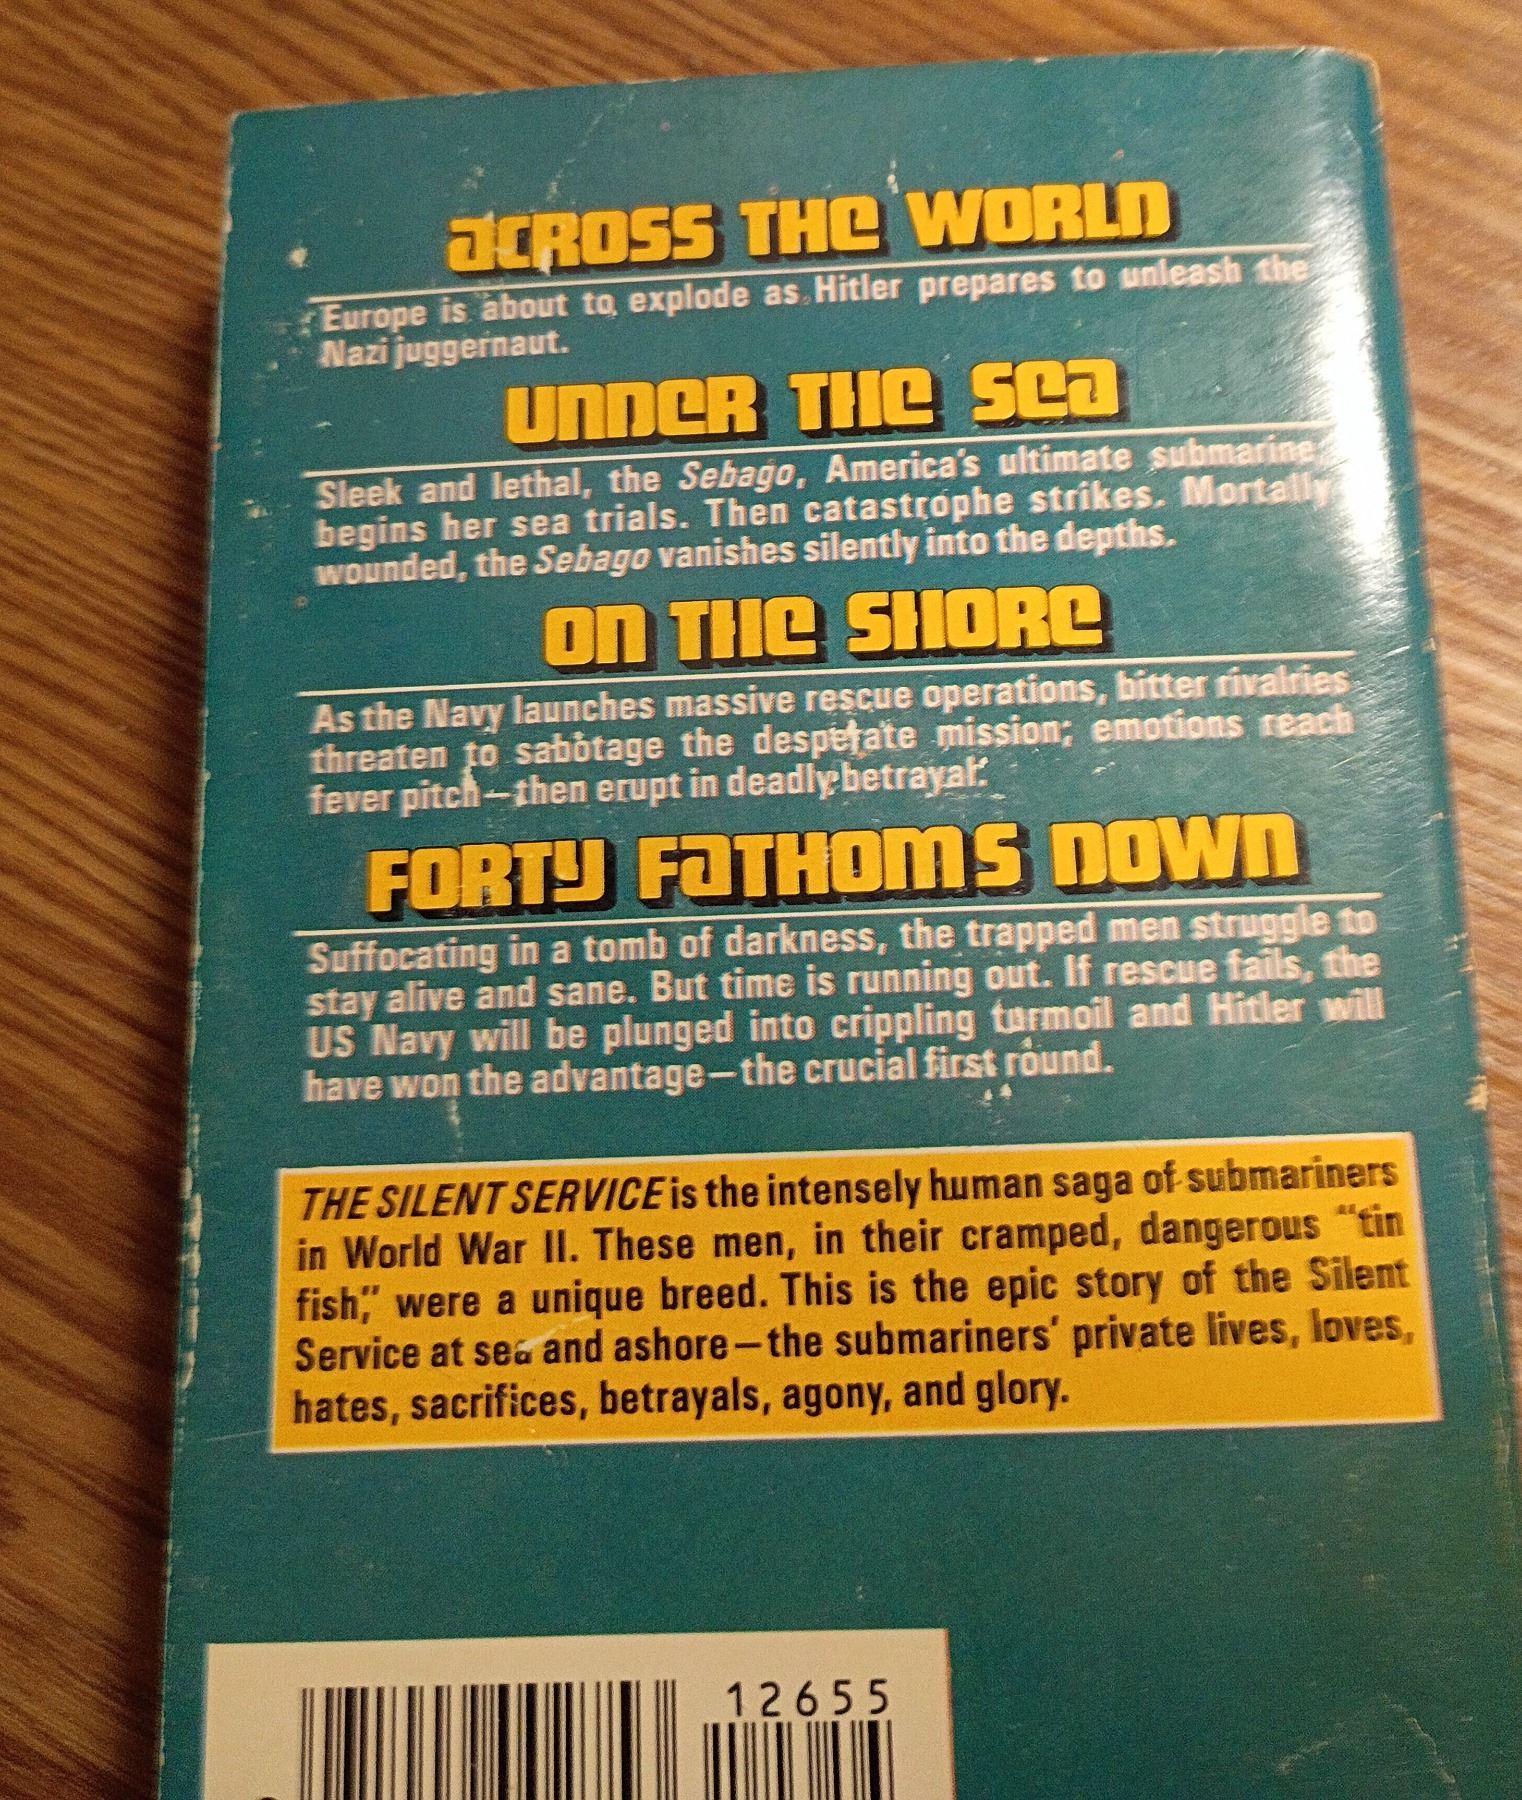 ACROSS THE WORLD
Europe is about to explode as Hitler prepares to unleash the
Nazi juggernaut.
UNDER THE SEA
Sleek and lethal, the Sebago, America's ultimate submarine
begins her sea trials. Then catastrophe strikes. Mortally
wounded, the Sebago vanishes silently into the depths.
ON THE SHORE
As the Navy launches massive rescue operations, bitter rivalries
threaten to sabotage the desperate mission; emotions reach
fever pitch—then erupt in deadly betrayal.
FORTY FATHOMS DOWN
Suffocating in a tomb of darkness, the trapped men struggle to
stay alive and sane. But time is running out. If rescue fails, the
US Navy will be plunged into crippling turmoil and Hitler will
have won the advantage—the crucial first round.
THE SILENT SERVICE is the intensely human saga of submariners
in World War II. These men, in their cramped, dangerous "tin
fish," were a unique breed. This is the epic story of the Silent
Service at sea and ashore—the submariners' private lives, loves,
hates, sacrifices, betrayals, agony, and glory.
12655